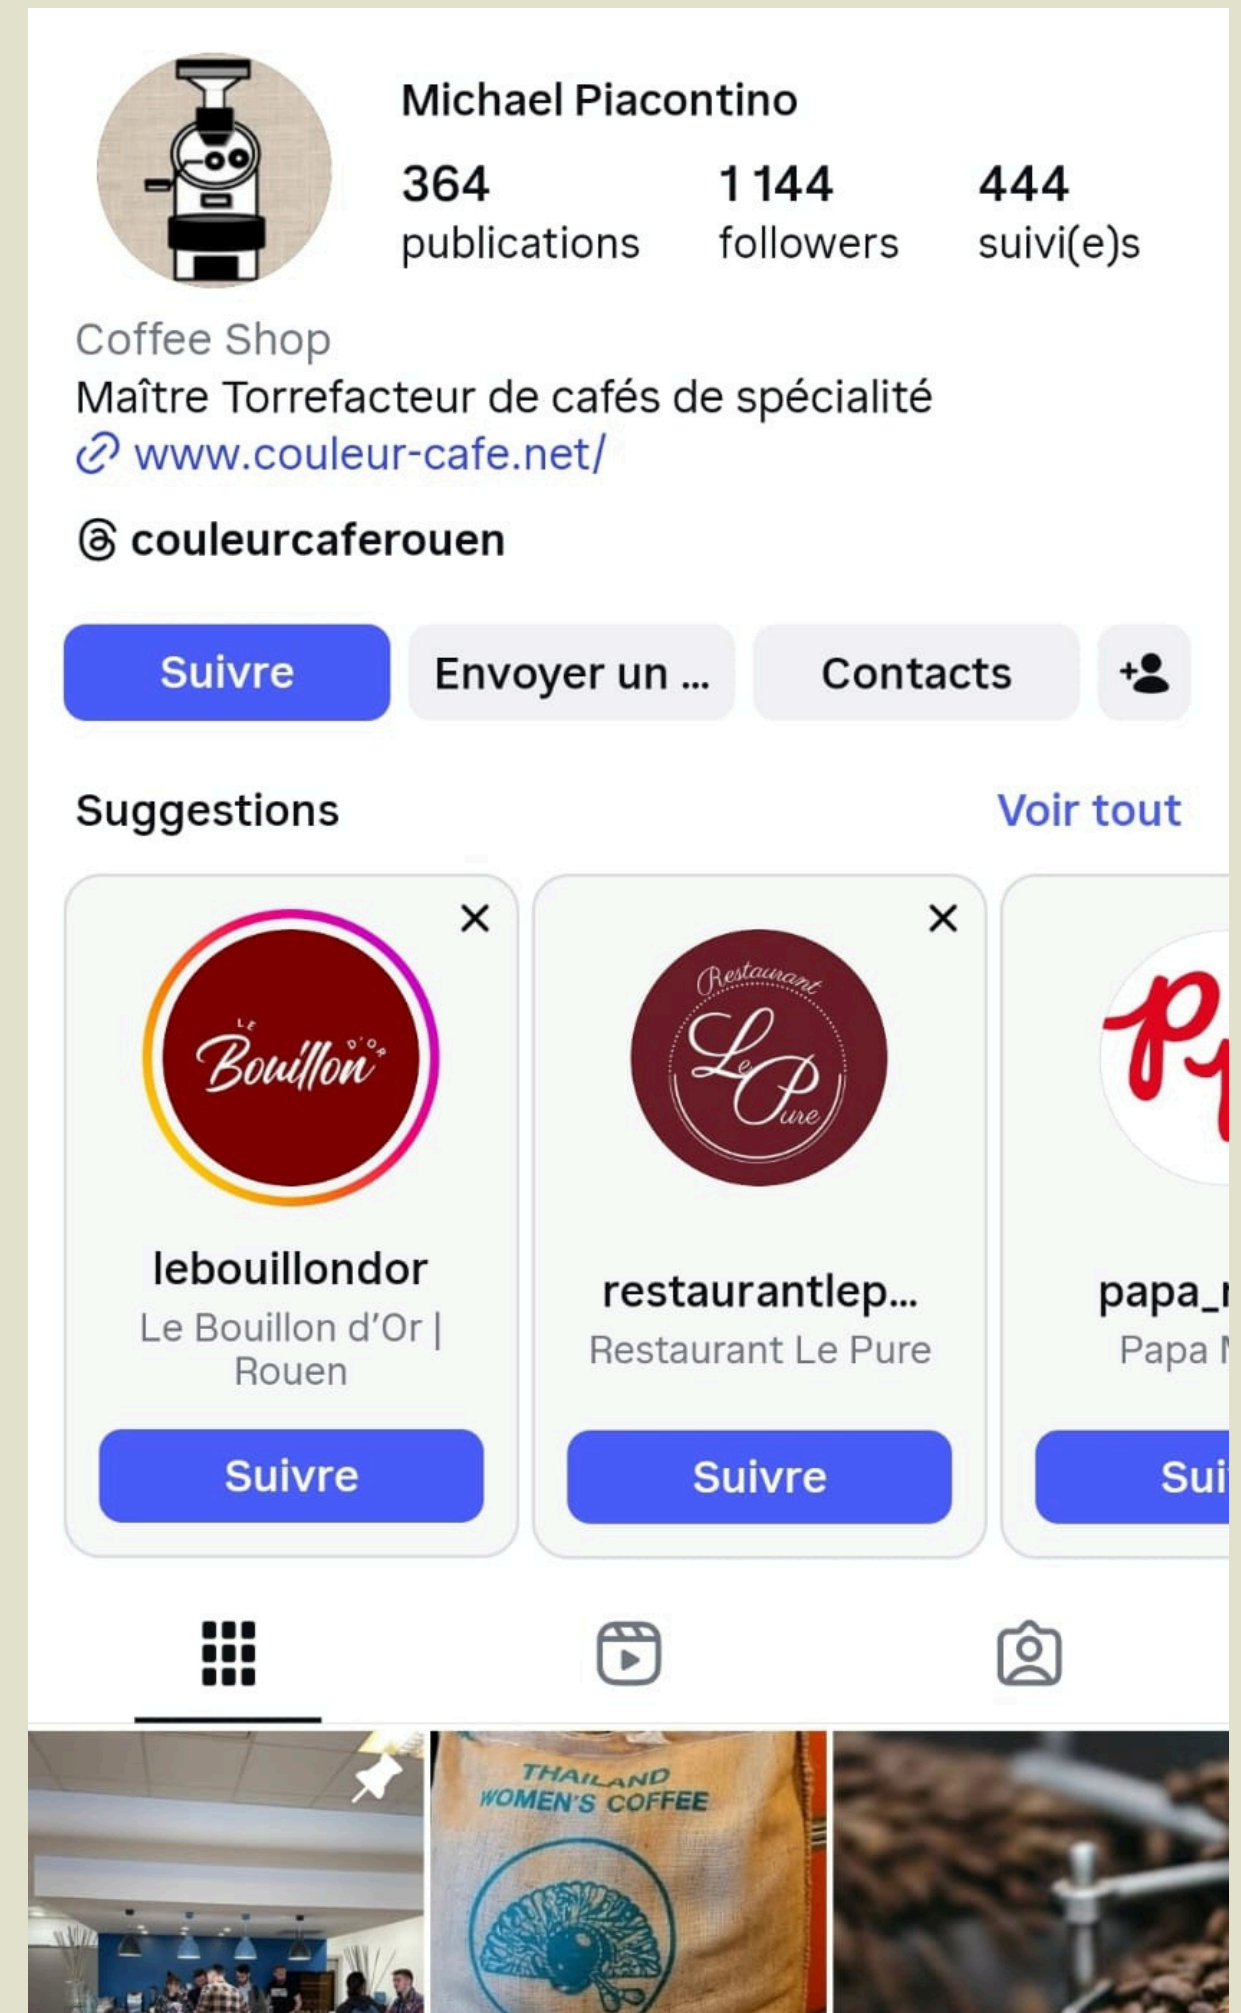 Michael Piacontino
364 1 144 444
publications followers suivi(e)s
Coffee Shop
Maître Torrefacteur de cafés de spécialité
www.couleur-cafe.net/
couleurcaferouen
Suivre Envoyer un ... Contacts
Suggestions Voir tout
LE
Bouillon
D'OR
Restaurant
Le
Pure
lebouillondor
Le Bouillon d'Or |
Rouen
Suivre
restaurantlep...
Restaurant Le Pure
Suivre
papa_
Papa
THAILAND
WOMEN'S COFFEE